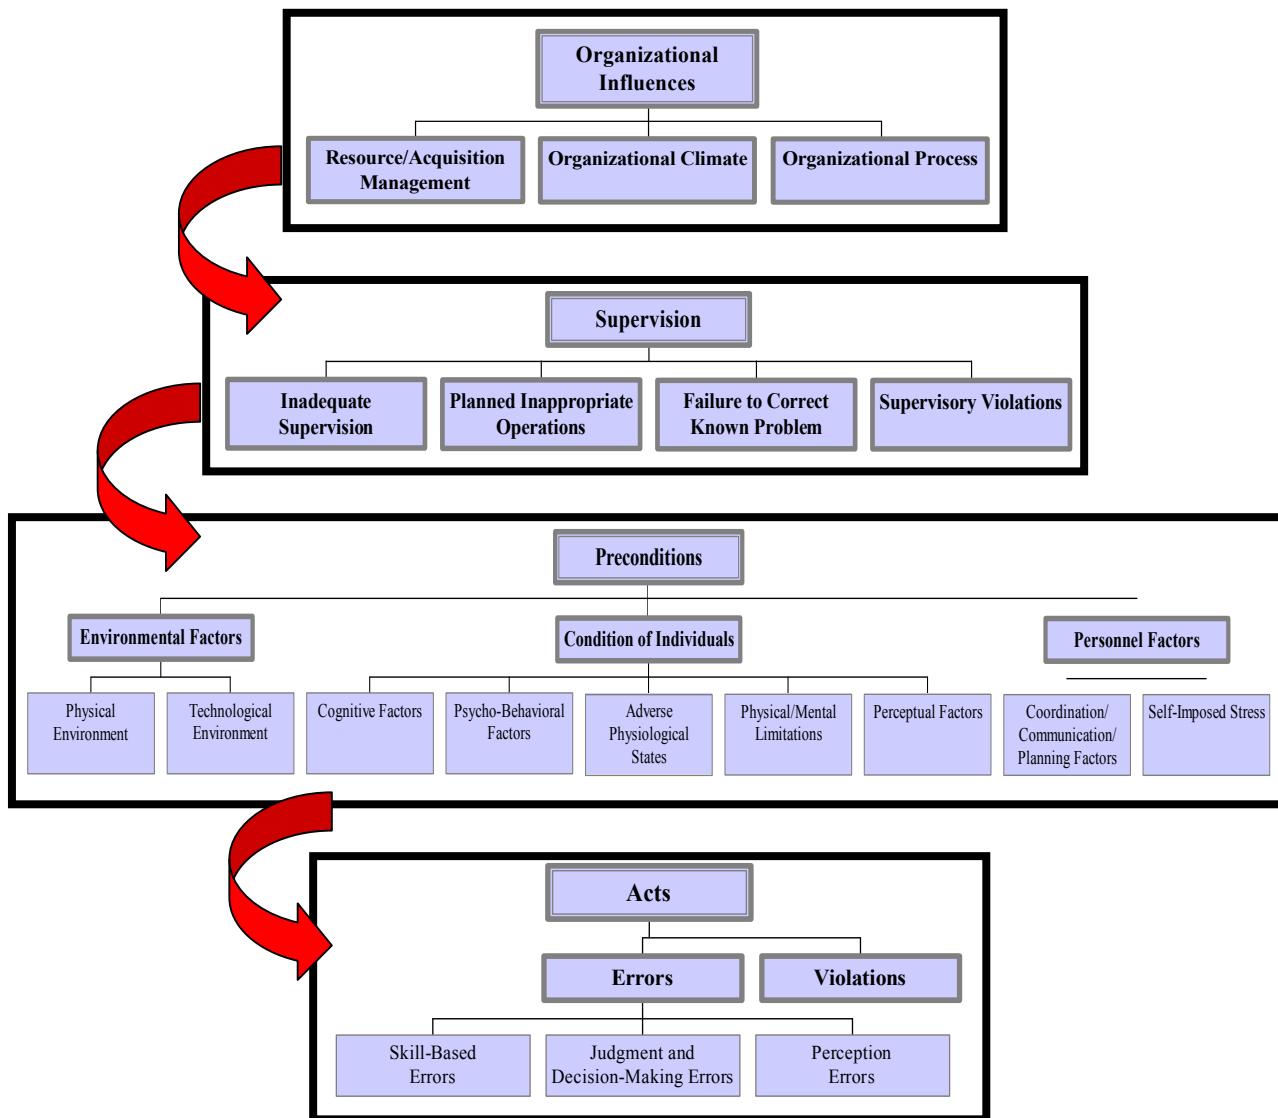 Organizational
Influences
Resource/Acquisition
Management
Organizational Climate
Organizational Process
Supervision
Inadequate
Supervision
Planned Inappropriate
Operations
Failure to Correct
Known Problem
Supervisory Violations
Preconditions
Environmental Factors
Condition of Individuals
Personnel Factors
Physical
Environment
Technological
Environment
Cognitive Factors
Psycho-Behavioral
Factors
Adverse
Physiological
States
Physical/Mental
Limitations
Perceptual Factors
Coordination/
Communication/
Planning Factors
Self-Imposed Stress
Acts
Errors
Violations
Skill-Based
Errors
Judgment and
Decision-Making Errors
Perception
Errors